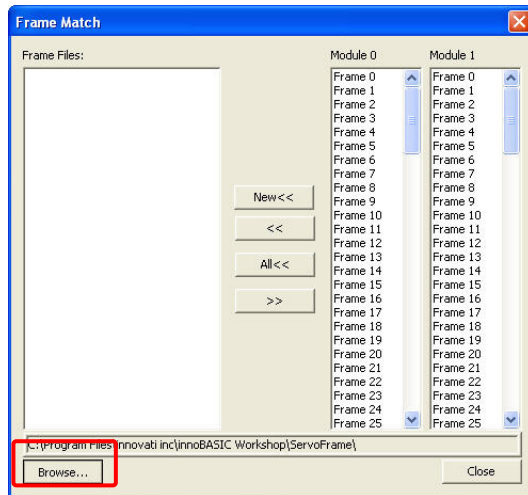 Frame Match
Frame Files:
Module 0
Module 1
Frame 0
Frame 1
Frame 2
Frame 3
Frame 4
Frame 5
Frame 6
Frame 7
Frame 8
Frame 9
Frame 10
Frame 11
Frame 12
Frame 13
Frame 14
Frame 15
Frame 16
Frame 17
Frame 18
Frame 19
Frame 20
Frame 21
Frame 22
Frame 23
Frame 24
Frame 25
Frame 0
Frame 1
Frame 2
Frame 3
Frame 4
Frame 5
Frame 6
Frame 7
Frame 8
Frame 9
Frame 10
Frame 11
Frame 12
Frame 13
Frame 14
Frame 15
Frame 16
Frame 17
Frame 18
Frame 19
Frame 20
Frame 21
Frame 22
Frame 23
Frame 24
Frame 25
New<<
<<
All<<
>>
C:\Program Files\Innovati inc\innoBASIC Workshop\ServoFrame\
Browse...
Close